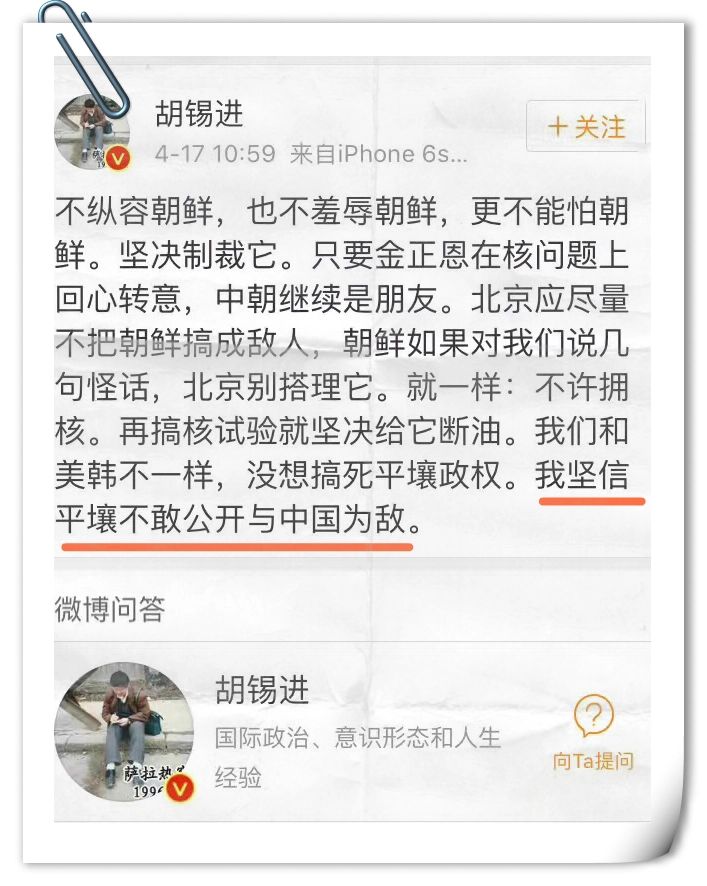 胡锡进
+关注
4-17 10:59 来自iPhone 6s...
不纵容朝鲜，也不羞辱朝鲜，更不能怕朝
鲜。坚决制裁它。只要金正恩在核问题上
回心转意，中朝继续是朋友。北京应尽量
不把朝鲜搞成敌人，朝鲜如果对我们说几
句怪话，北京别搭理它。就一样：不许拥
核。再搞核试验就坚决给它断油。我们和
美韩不一样，没想搞死平壤政权。我坚信
平壤不敢公开与中国为敌。
微博问答
胡锡进
国际政治、意识形态和人生
经验
向Ta提问
萨拉热
199